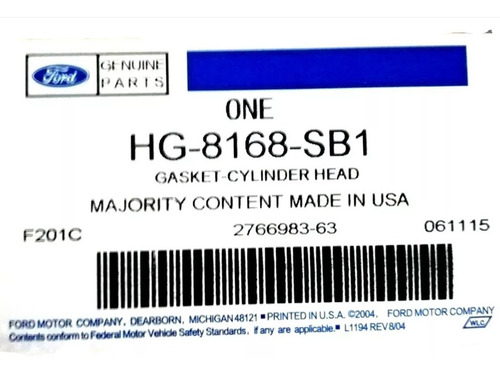 Ford
GENUINE
PARTS
ONE
HG-8168-SB1
GASKET-CYLINDER HEAD
MAJORITY CONTENT MADE IN USA
F201C 2766983-63 061115
FORD MOTOR COMPANY, DEARBORN, MICHIGAN 48121 ▪ PRINTED IN U.S.A. ©2004, FORD MOTOR COMPANY
Contents conform to Federal Motor Vehicle Safety Standards, if any are applicable. ▪ L1194 REV 8/04 WLC